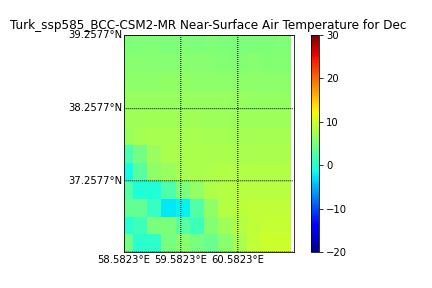 Turk_ssp585_BCC-CSM2-MR Near-Surface Air Temperature for Dec
39.2577°N
38.2577°N
37.2577°N
58.5823°E 59.5823°E 60.5823°E
30
20
10
0
−10
−20